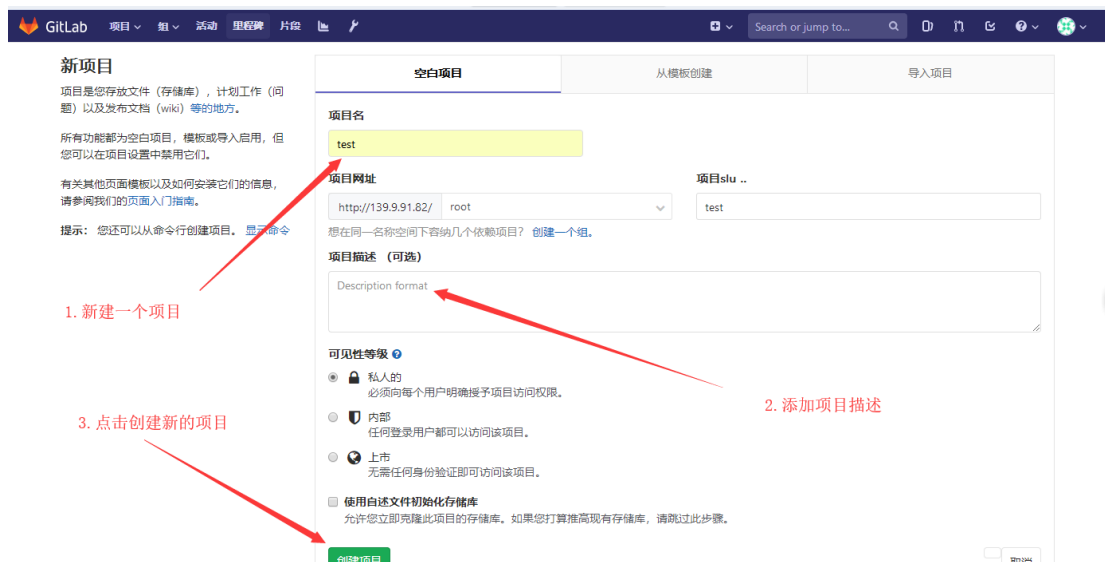 GitLab 项目 组 活动 里程碑 片段 Search or jump to...
新项目
项目是您存放文件（存储库），计划工作（问
题）以及发布文档（wiki）等的地方。
所有功能都为空白项目，模板或导入启用，但
您可以在项目设置中禁用它们。
有关其他页面模板以及如何安装它们的信息，
请参阅我们的页面入门指南。
提示： 您还可以从命令行创建项目。 显示命令
1. 新建一个项目
3. 点击创建新的项目
空白项目 从模板创建 导入项目
项目名
test
项目网址 项目slu ..
http://139.9.91.82/ root test
想在同一名称空间下容纳几个依赖项目？ 创建一个组。
项目描述 （可选）
Description format
可见性等级
私人的
必须向每个用户明确授予项目访问权限。
2. 添加项目描述
内部
任何登录用户都可以访问该项目。
上市
无需任何身份验证即可访问该项目。
使用自述文件初始化存储库
允许您立即克隆此项目的存储库。如果您打算推高现有存储库，请跳过此步骤。
创建项目 取消